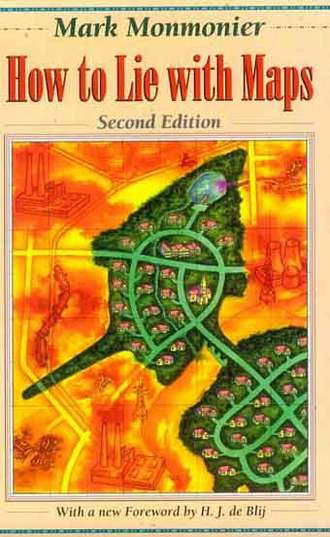 Mark Monmonier
How to Lie with Maps
Second Edition
With a new Foreword by H. J. de Blij